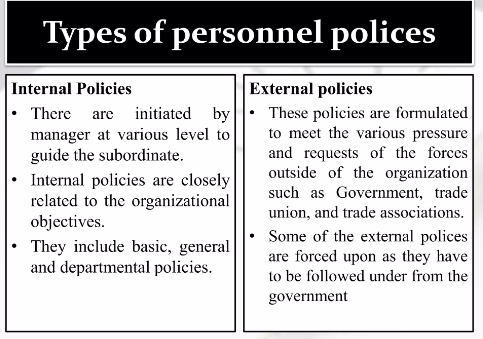 Types of personnel polices
Internal Policies
• There are initiated by
manager at various level to
guide the subordinate.
• Internal policies are closely
related to the organizational
objectives.
• They include basic, general
and departmental policies.
External policies
• These policies are formulated
to meet the various pressure
and requests of the forces
outside of the organization
such as Government, trade
union, and trade associations.
• Some of the external polices
are forced upon as they have
to be followed under from the
government